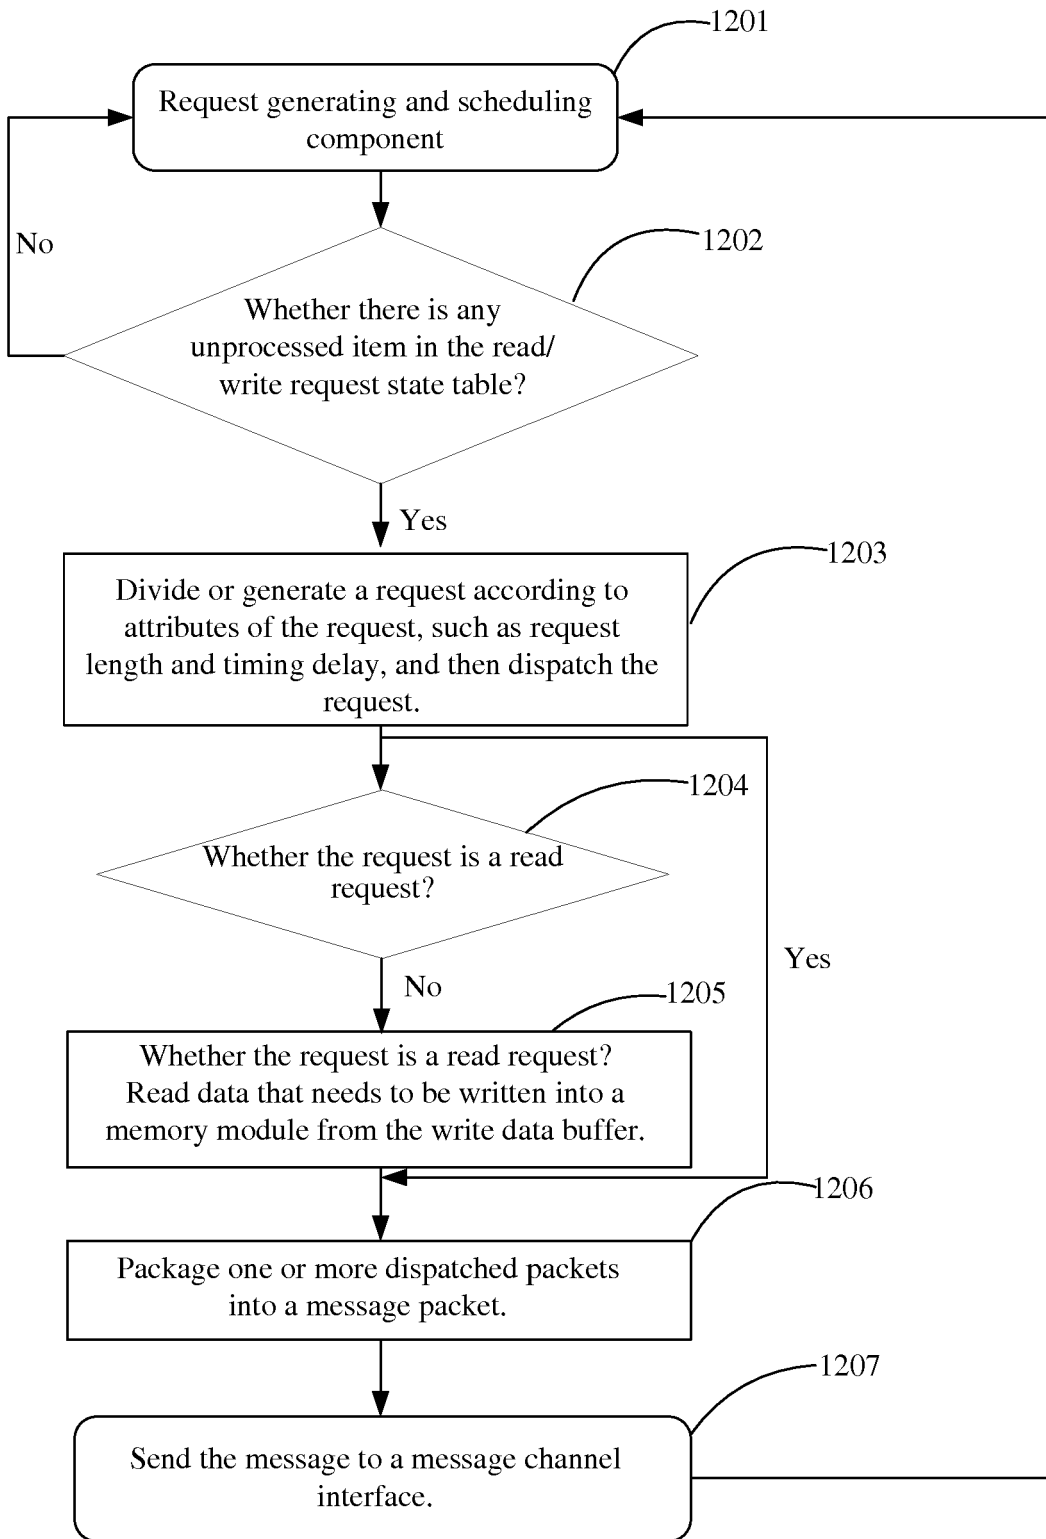 1201
Request generating and scheduling
component
No
1202
Whether there is any
unprocessed item in the read/
write request state table?
Yes
1203
Divide or generate a request according to
attributes of the request, such as request
length and timing delay, and then dispatch the
request.
1204
Whether the request is a read
request?
Yes
No
1205
Whether the request is a read request?
Read data that needs to be written into a
memory module from the write data buffer.
1206
Package one or more dispatched packets
into a message packet.
1207
Send the message to a message channel
interface.